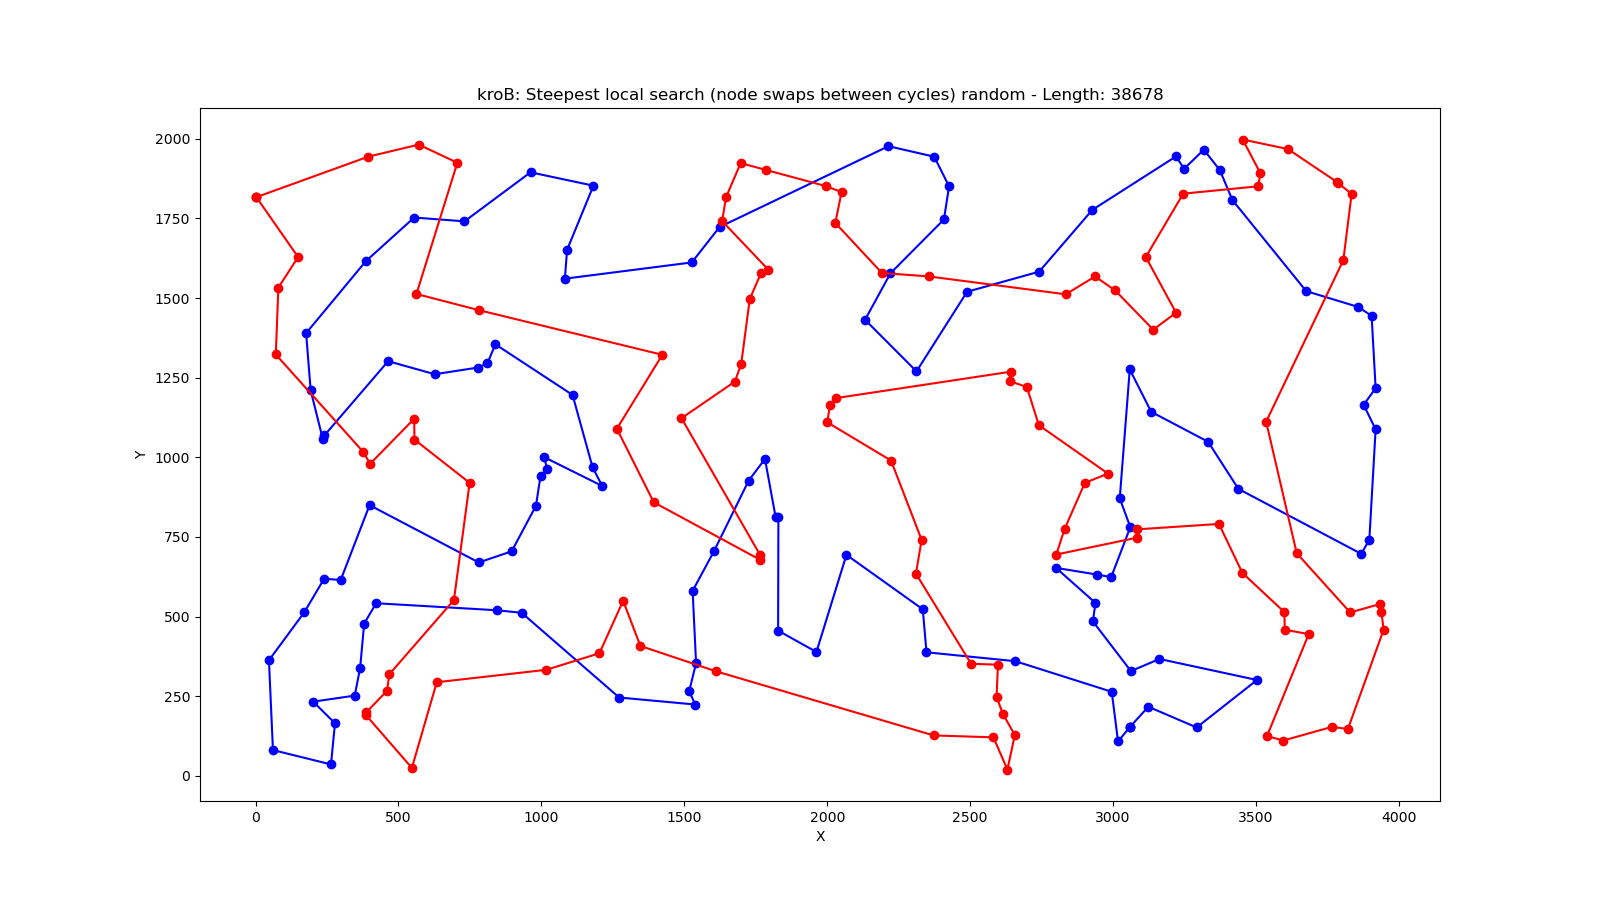 kroB: Steepest local search (node swaps between cycles) random - Length: 38678
2000
1750
1500
1250
1000
750
500
250
0
Y
0 500 1000 1500 2000 2500 3000 3500 4000
X